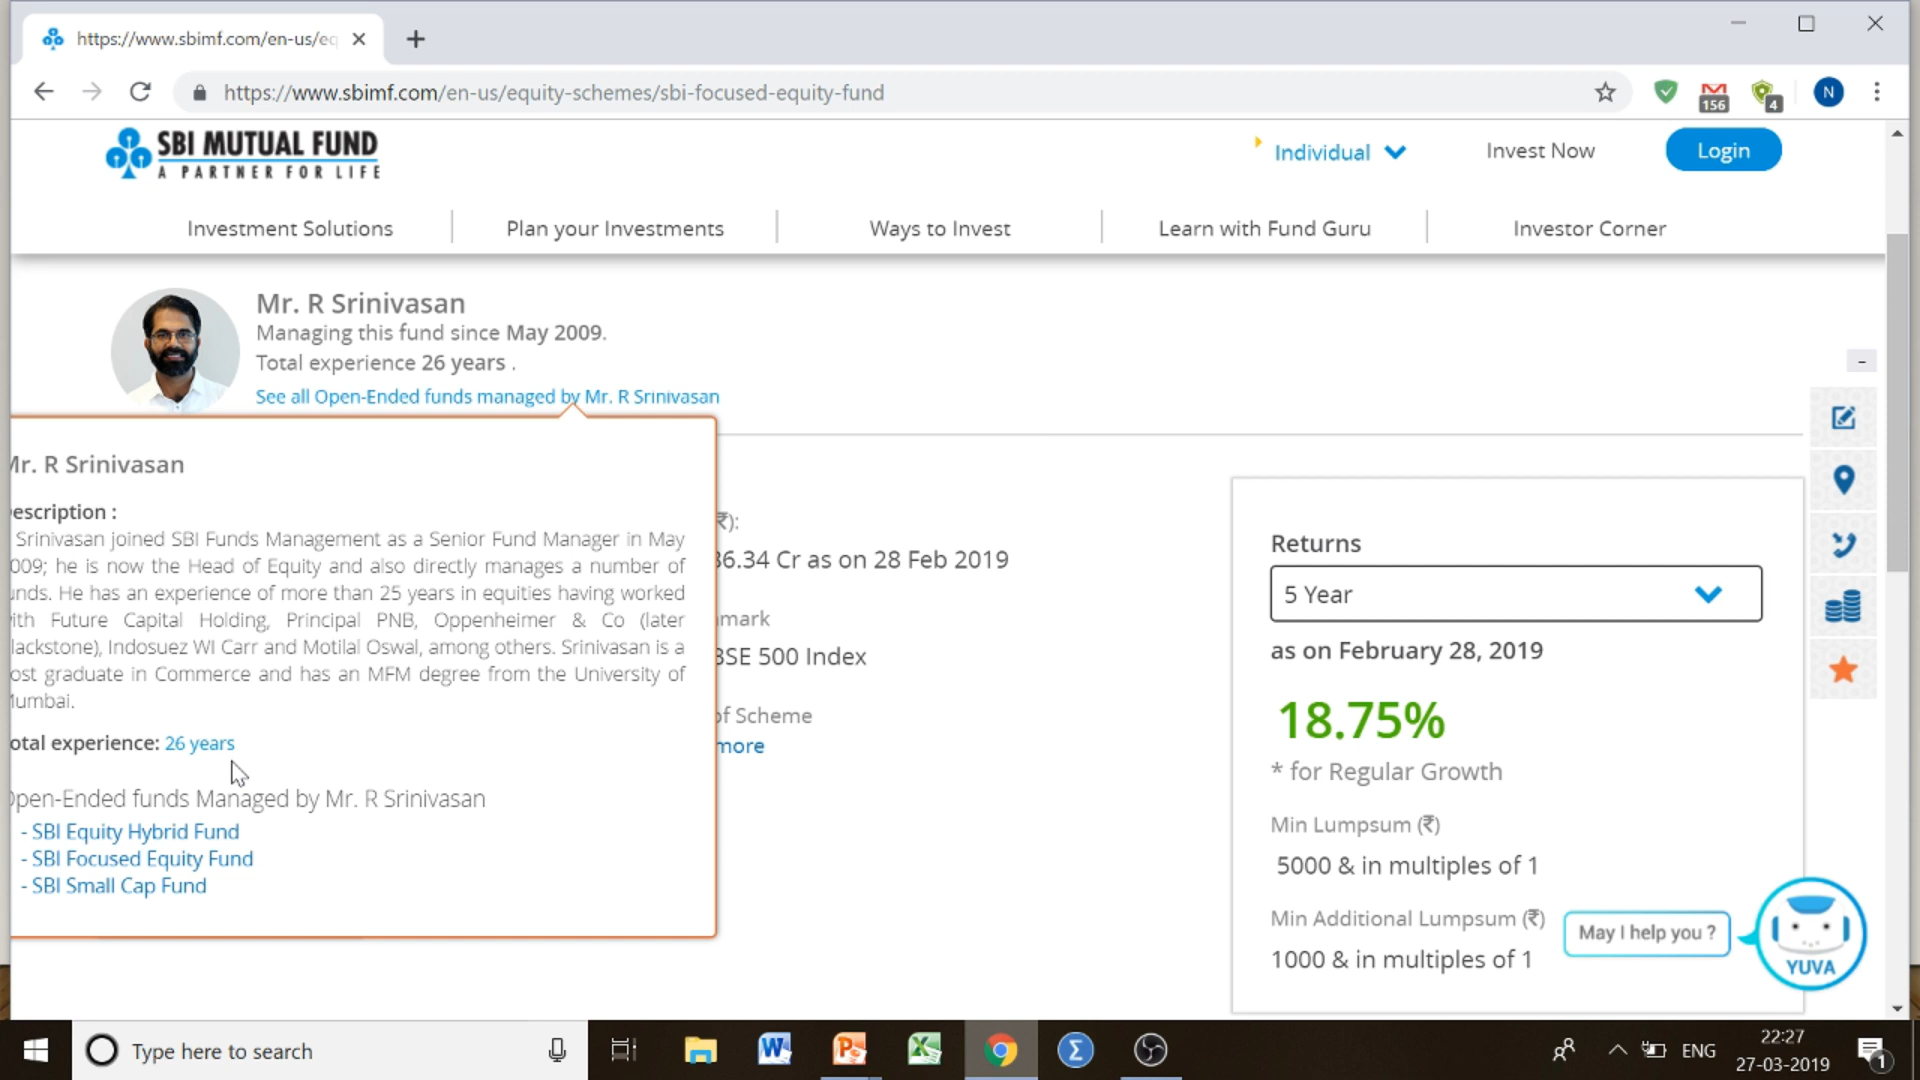 https://www.sbimf.com/en-us/eq
https://www.sbimf.com/en-us/equity-schemes/sbi-focused-equity-fund
156
4
N
SBI MUTUAL FUND
A PARTNER FOR LIFE
Individual
Invest Now
Login
Investment Solutions
Plan your Investments
Ways to Invest
Learn with Fund Guru
Investor Corner
Mr. R Srinivasan
Managing this fund since May 2009.
Total experience 26 years .
See all Open-Ended funds managed by Mr. R Srinivasan
Mr. R Srinivasan
escription :
Srinivasan joined SBI Funds Management as a Senior Fund Manager in May
009; he is now the Head of Equity and also directly manages a number of
unds. He has an experience of more than 25 years in equities having worked
ith Future Capital Holding, Principal PNB, Oppenheimer & Co (later
lackstone), Indosuez WI Carr and Motilal Oswal, among others. Srinivasan is a
ost graduate in Commerce and has an MFM degree from the University of
umbai.
otal experience: 26 years
Open-Ended funds Managed by Mr. R Srinivasan
- SBI Equity Hybrid Fund
- SBI Focused Equity Fund
- SBI Small Cap Fund
₹):
36.34 Cr as on 28 Feb 2019
mark
BSE 500 Index
of Scheme
more
Returns
5 Year
as on February 28, 2019
18.75%
* for Regular Growth
Min Lumpsum (₹)
5000 & in multiples of 1
Min Additional Lumpsum (₹)
1000 & in multiples of 1
May I help you ?
YUVA
Type here to search
ENG
22:27
27-03-2019
1